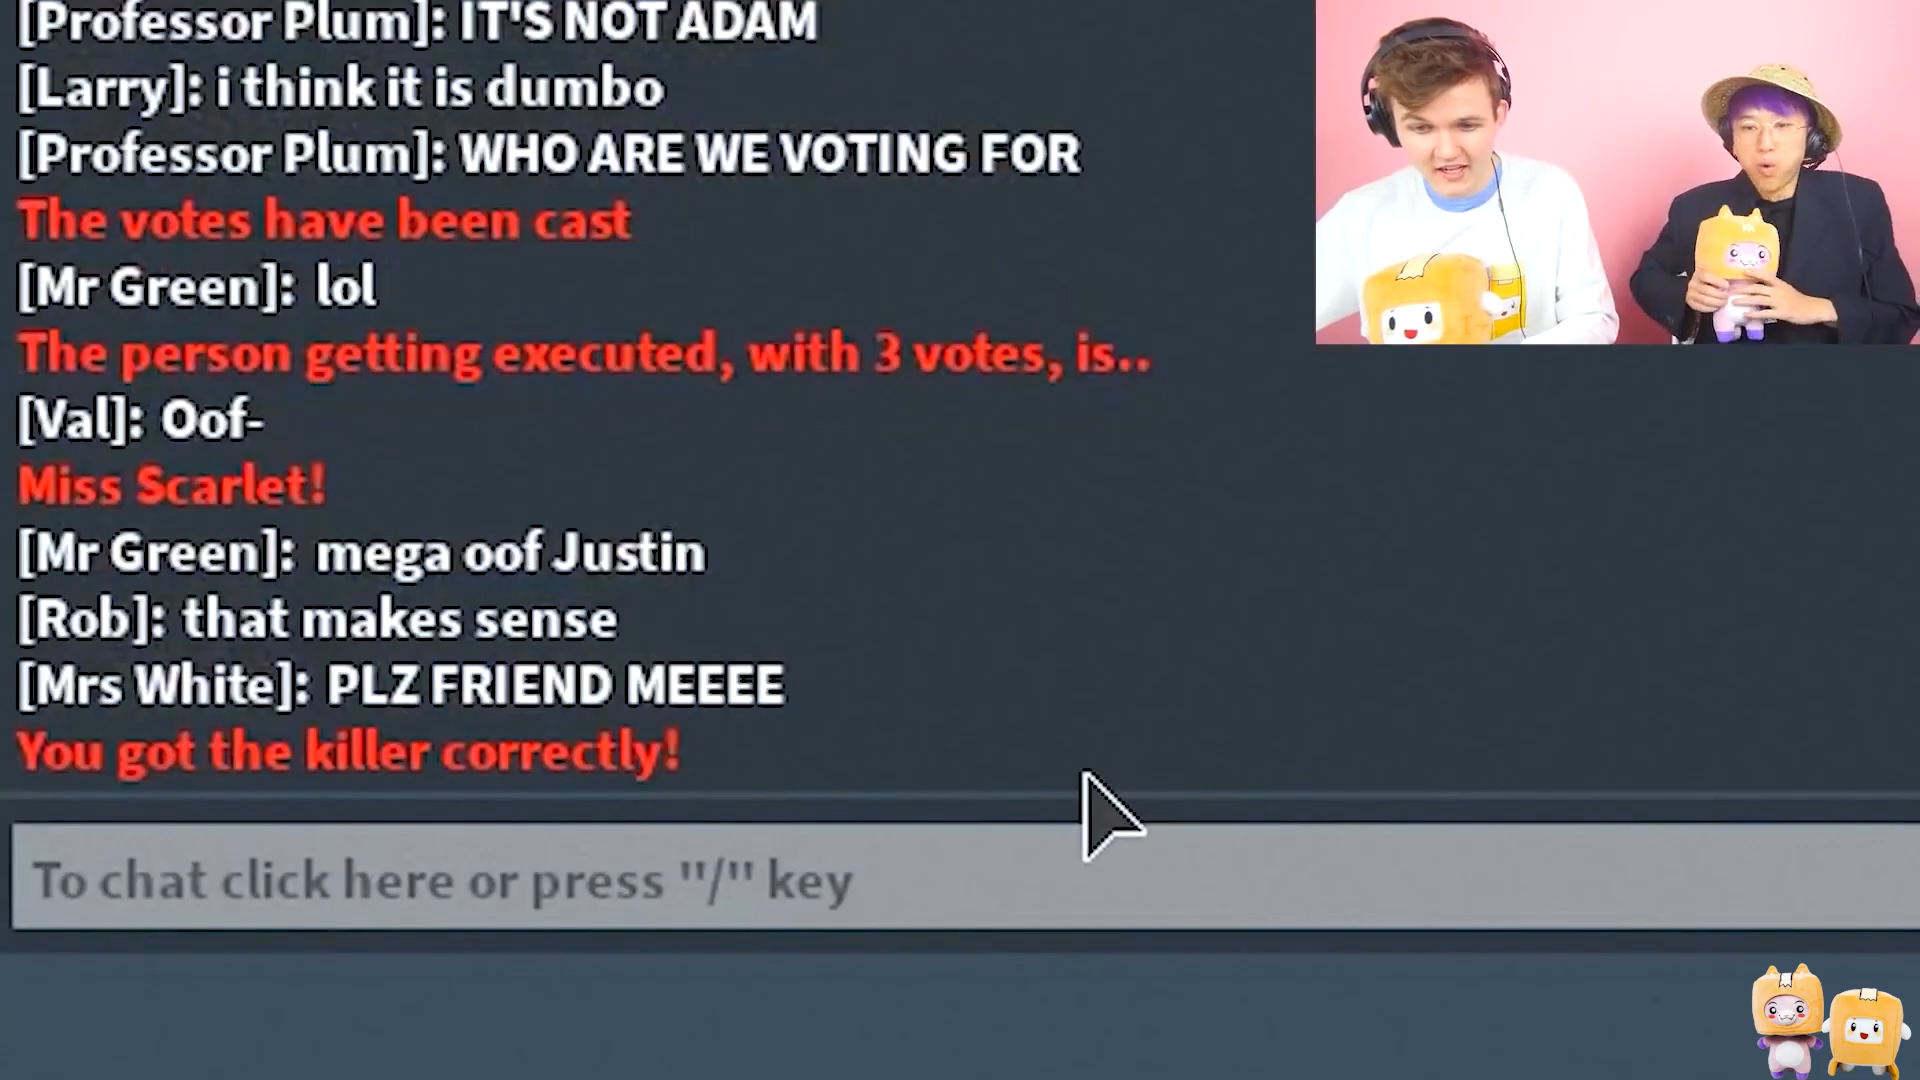 [Professor Plum]: IT'S NOT ADAM
[Larry]: i think it is dumbo
[Professor Plum]: WHO ARE WE VOTING FOR
The votes have been cast
[Mr Green]: lol
The person getting executed, with 3 votes, is..
[Val]: Oof-
Miss Scarlet!
[Mr Green]: mega oof Justin
[Rob]: that makes sense
[Mrs White]: PLZ FRIEND MEEEE
You got the killer correctly!
To chat click here or press "/" key